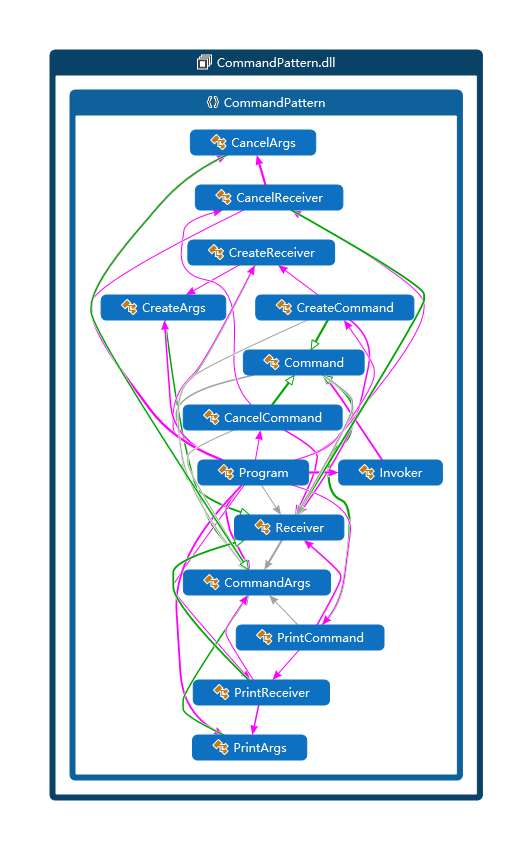 CommandPattern.dll
CommandPattern
CancelArgs
CancelReceiver
CreateReceiver
CreateArgs
CreateCommand
Command
CancelCommand
Program
Invoker
Receiver
CommandArgs
PrintCommand
PrintReceiver
PrintArgs